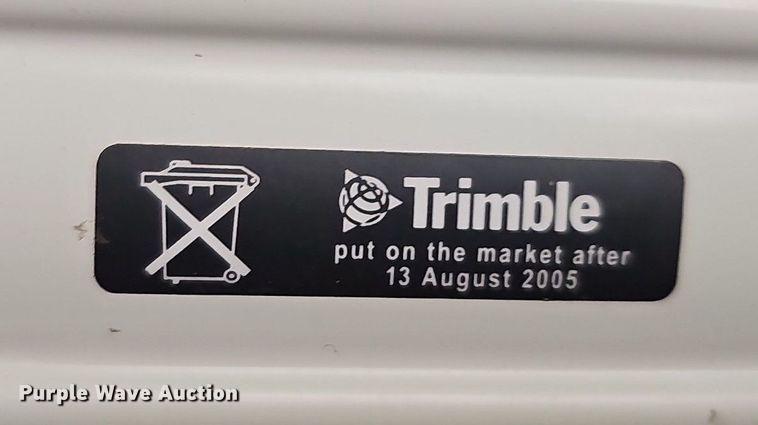 Trimble
put on the market after
13 August 2005
Purple Wave Auction